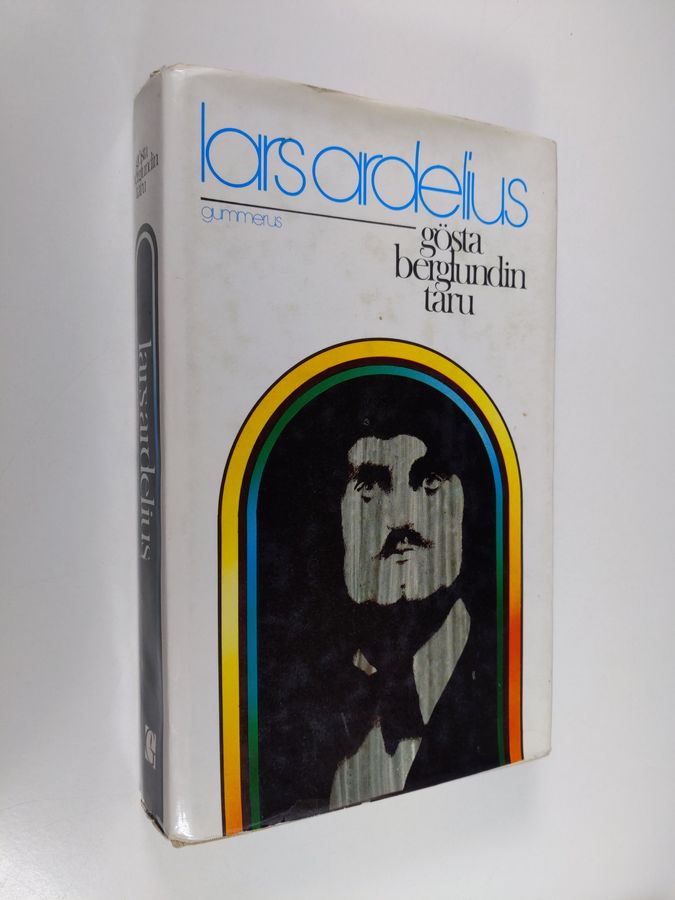 lars ardelius
gummerus
gösta
berglundin
taru
gösta
berglundin
taru
lars ardelius
G